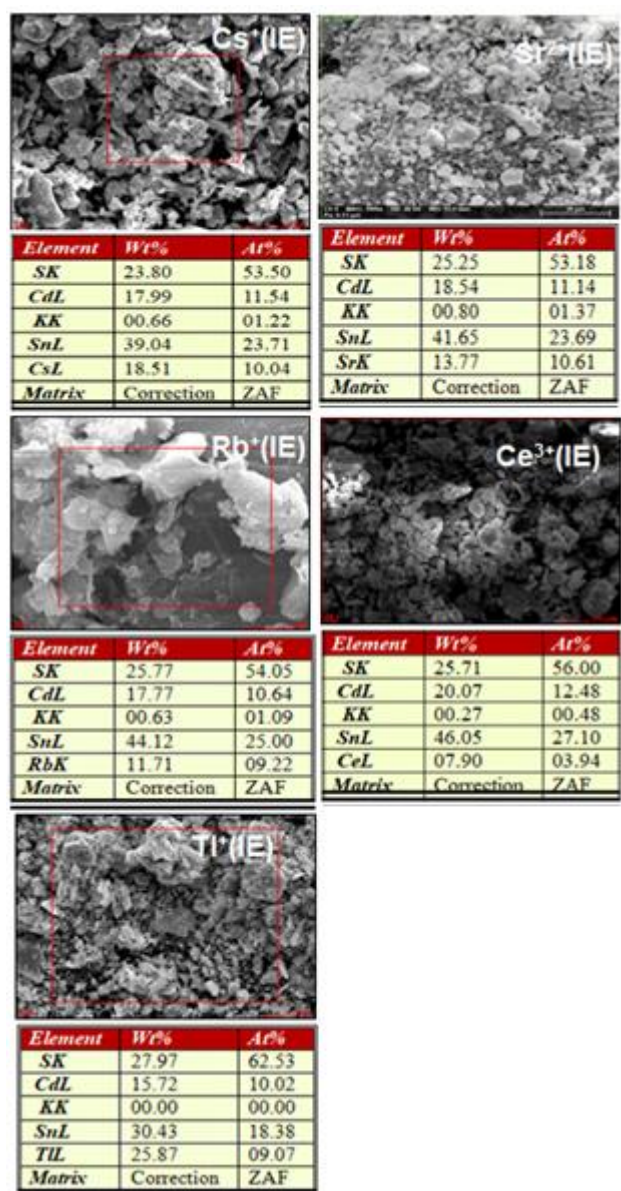 Cs⁺(IE)
Element Wt% At%
SK 23.80 53.50
CdL 17.99 11.54
KK 00.66 01.22
SnL 39.04 23.71
CsL 18.51 10.04
Matrix Correction ZAF
Sr²⁺(IE)
Element Wt% At%
SK 25.25 53.18
CdL 18.54 11.14
KK 00.80 01.37
SnL 41.65 23.69
SrK 13.77 10.61
Matrix Correction ZAF
Rb⁺(IE)
Element Wt% At%
SK 25.77 54.05
CdL 17.77 10.64
KK 00.63 01.09
SnL 44.12 25.00
RbK 11.71 09.22
Matrix Correction ZAF
Ce³⁺(IE)
Element Wt% At%
SK 25.71 56.00
CdL 20.07 12.48
KK 00.27 00.48
SnL 46.05 27.10
CeL 07.90 03.94
Matrix Correction ZAF
Tl⁺(IE)
Element Wt% At%
SK 27.97 62.53
CdL 15.72 10.02
KK 00.00 00.00
SnL 30.43 18.38
TlL 25.87 09.07
Matrix Correction ZAF